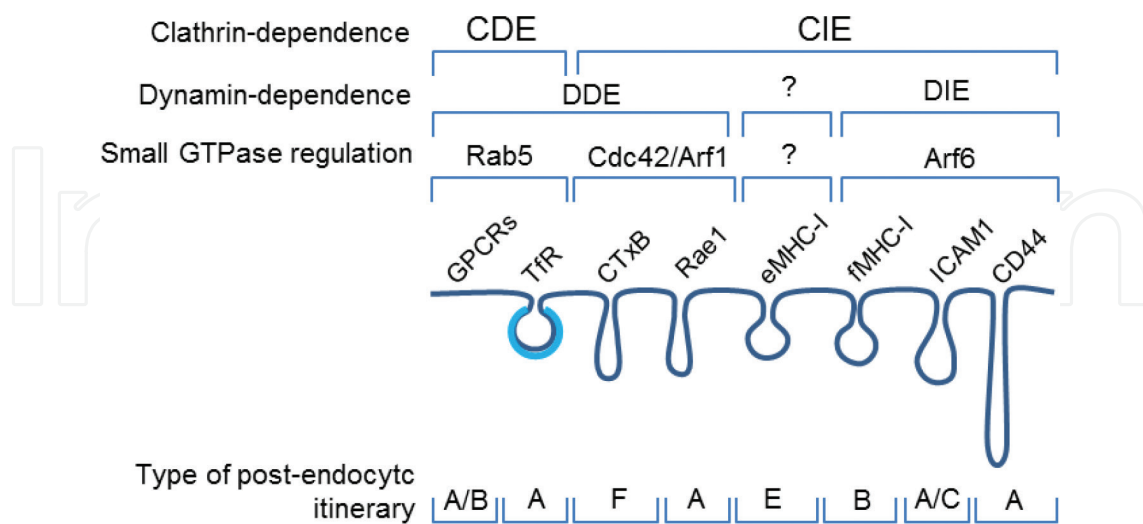 Clathrin-dependence CDE CIE
Dynamin-dependence DDE ? DIE
Small GTPase regulation Rab5 Cdc42/Arf1 ? Arf6
GPCRs TfR CTxB Rae1 eMHC-I fMHC-I ICAM1 CD44
Type of post-endocytc
itinerary A/B A F A E B A/C A